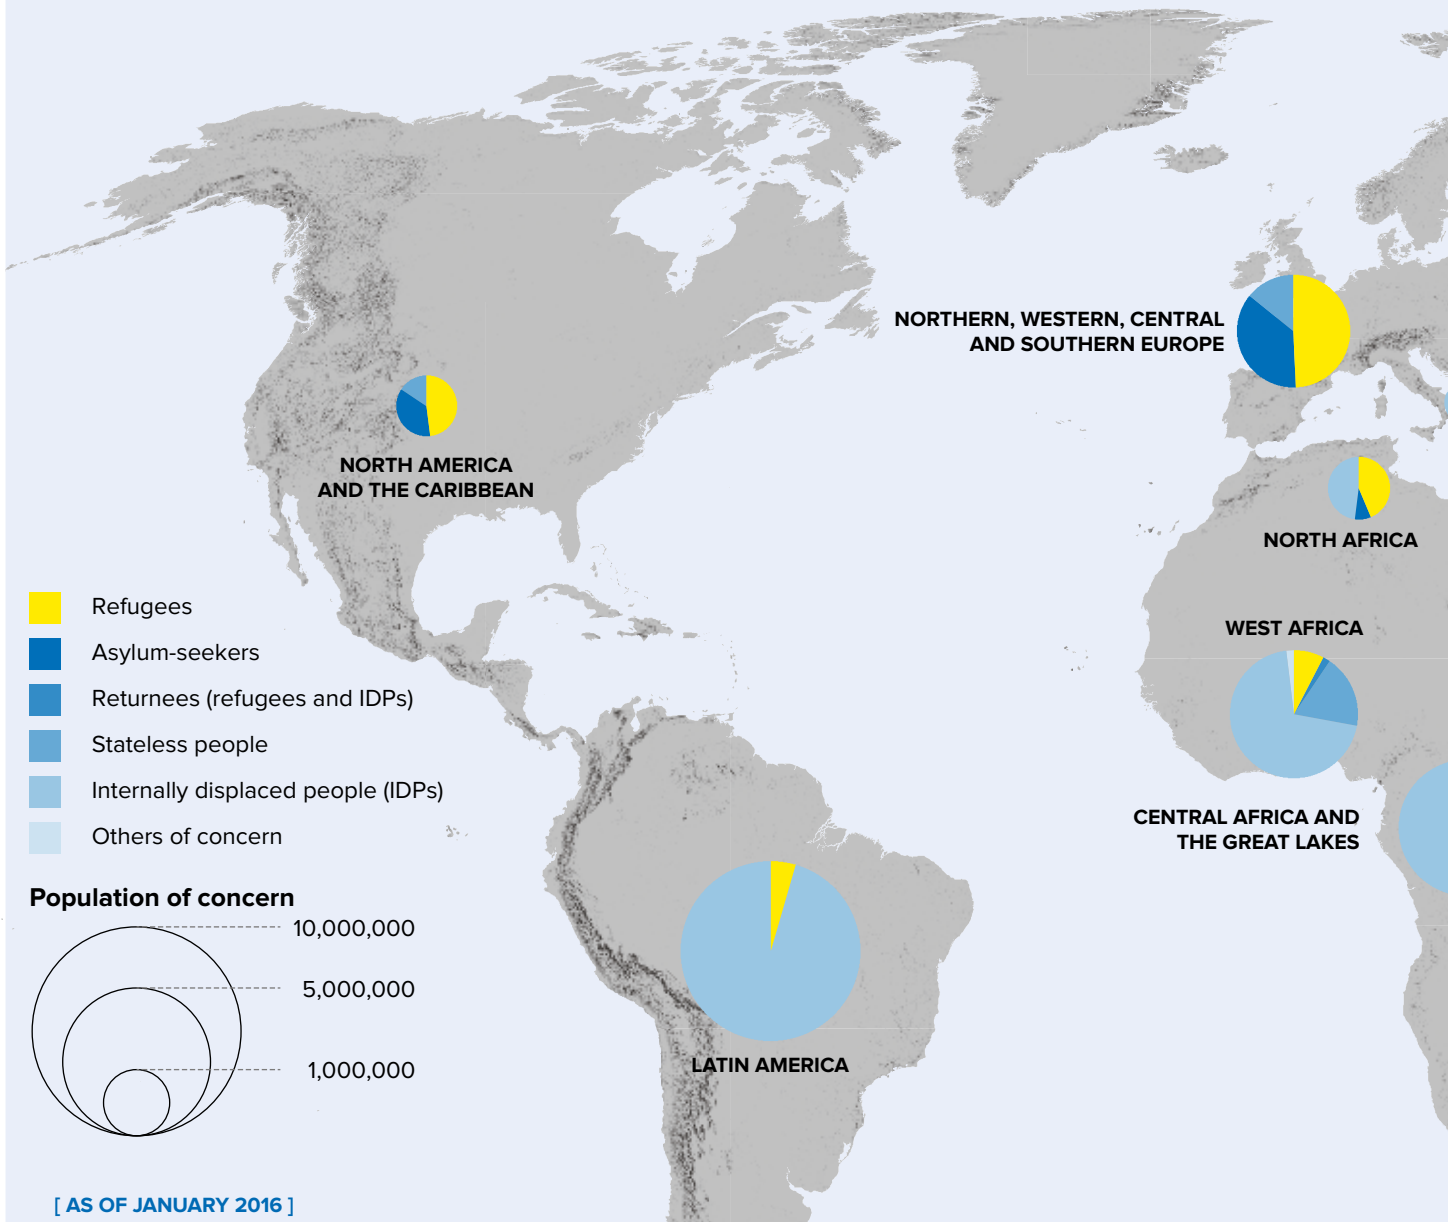 NORTHERN, WESTERN, CENTRAL
AND SOUTHERN EUROPE
NORTH AMERICA
AND THE CARIBBEAN
NORTH AFRICA
WEST AFRICA
CENTRAL AFRICA AND
THE GREAT LAKES
LATIN AMERICA
Refugees
Asylum-seekers
Returnees (refugees and IDPs)
Stateless people
Internally displaced people (IDPs)
Others of concern
Population of concern
10,000,000
5,000,000
1,000,000
[ AS OF JANUARY 2016 ]